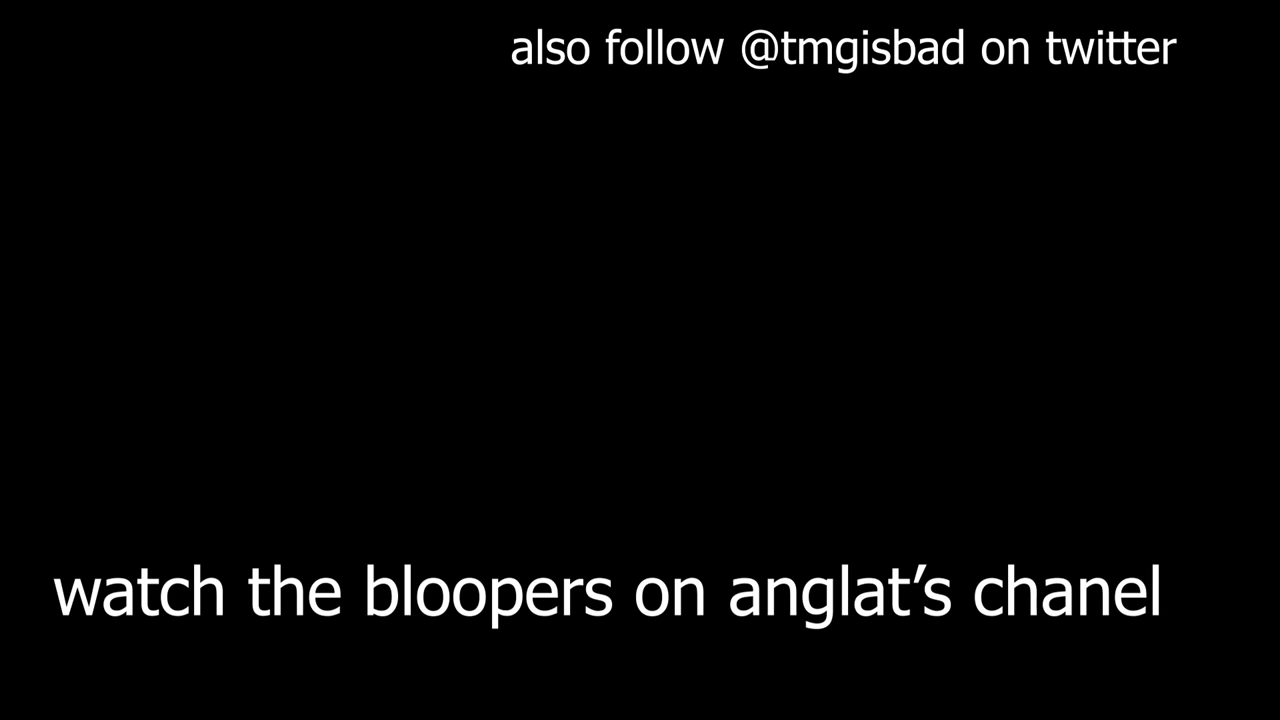 also follow @tmgisbad on twitter
watch the bloopers on anglat’s chanel